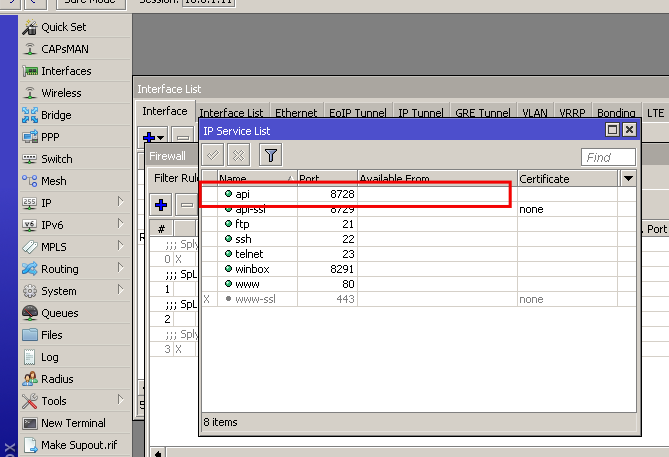 Safe Mode Session: 10.0.1.11
Quick Set
CAPsMAN
Interfaces
Wireless
Bridge
PPP
Switch
Mesh
IP
IPv6
MPLS
Routing
System
Queues
Files
Log
Radius
Tools
New Terminal
Make Supout.rif
Interface List
Interface Interface List Ethernet EoIP Tunnel IP Tunnel GRE Tunnel VLAN VRRP Bonding LTE
Firewall
Filter Rul
#
;;; Sply
0 X
;;; SpL
1
;;; SpL
2
;;; Sply
3 X
. Port
IP Service List
Find
Name Port Available From Certificate
api 8728
api-ssl 8729 none
ftp 21
ssh 22
telnet 23
winbox 8291
www 80
X www-ssl 443 none
8 items